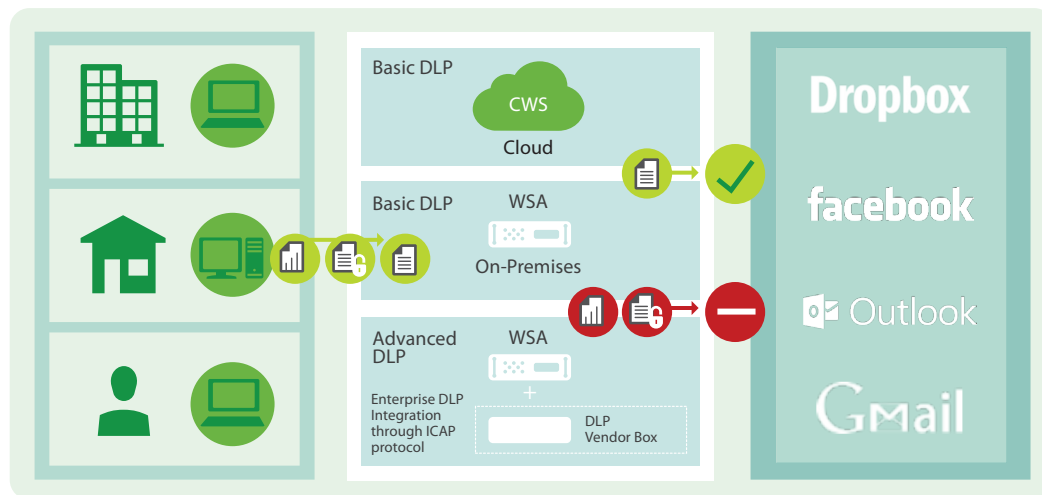 Basic DLP
CWS
Cloud
Basic DLP
WSA
On-Premises
Advanced
DLP
WSA
+
Enterprise DLP
Integration
through ICAP
protocol
DLP
Vendor Box
Dropbox
facebook
Outlook
Gmail